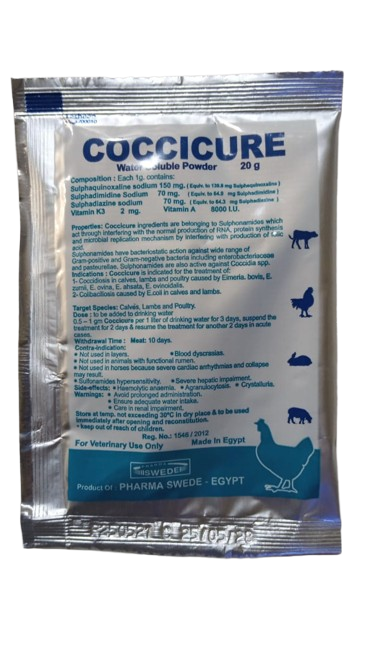 COCCICURE
Water Soluble Powder 20 g
Composition : Each 1g. contains:
Sulphaquinoxaline sodium 150 mg. ( Equiv. to 139.6 mg Sulphaquinoxaline )
Sulphadimidine Sodium 70 mg. ( Equiv. to 64.8 mg Sulphadimidine )
Sulphadiazine sodium 70 mg. ( Equiv. to 64.3 mg Sulphadiazine )
Vitamin K3 2 mg. Vitamin A 8000 I.U.
Properties: Coccicure ingredients are belonging to Sulphonamides which
act through interfering with the normal production of RNA, protein synthesis
and microbial replication mechanism by interfering with production of
acid.
Sulphonamides have bacteriostatic action against wide range of
Gram-positive and Gram-negative bacteria including enterobacteriaceae
and pasteurellae. Sulphonamides are also active against Coccidia spp.
Indications : Coccicure is indicated for the treatment of:
1- Coccidiosis in calves, lambs and poultry caused by Eimeria. bovis, E.
zurnii, E. ovina, E. ahsata, E. ovinoidalis.
2- Colibacillosis caused by E.coli in calves and lambs.
Target Species: Calves, Lambs and Poultry.
Dose : to be added to drinking water
0.5 – 1 gm Coccicure per 1 liter of drinking water for 3 days, suspend the
treatment for 2 days & resume the treatment for another 2 days in acute
cases.
Withdrawal Time : Meat: 10 days.
Contra-indication:
• Not used in layers. • Blood dyscrasias.
• Not used in animals with functional rumen.
• Not used in horses because severe cardiac arrhythmias and collapse
may result.
• Sulfonamides hypersensitivity. • Severe hepatic impairment.
Side-effects: • Haemolytic anaemia. • Agranulocytosis. • Crystalluria.
Warnings: • Avoid prolonged administration.
• Ensure adequate water intake.
• Care in renal impairment.
Store at temp. not exceeding 30°C in dry place & to be used
immediately after opening and reconstitution.
• keep out of reach of children.
Reg. No.: 1546 / 2012
For Veterinary Use Only Made In Egypt
PHARMA
SWEDE
Product Of : PHARMA SWEDE - EGYPT